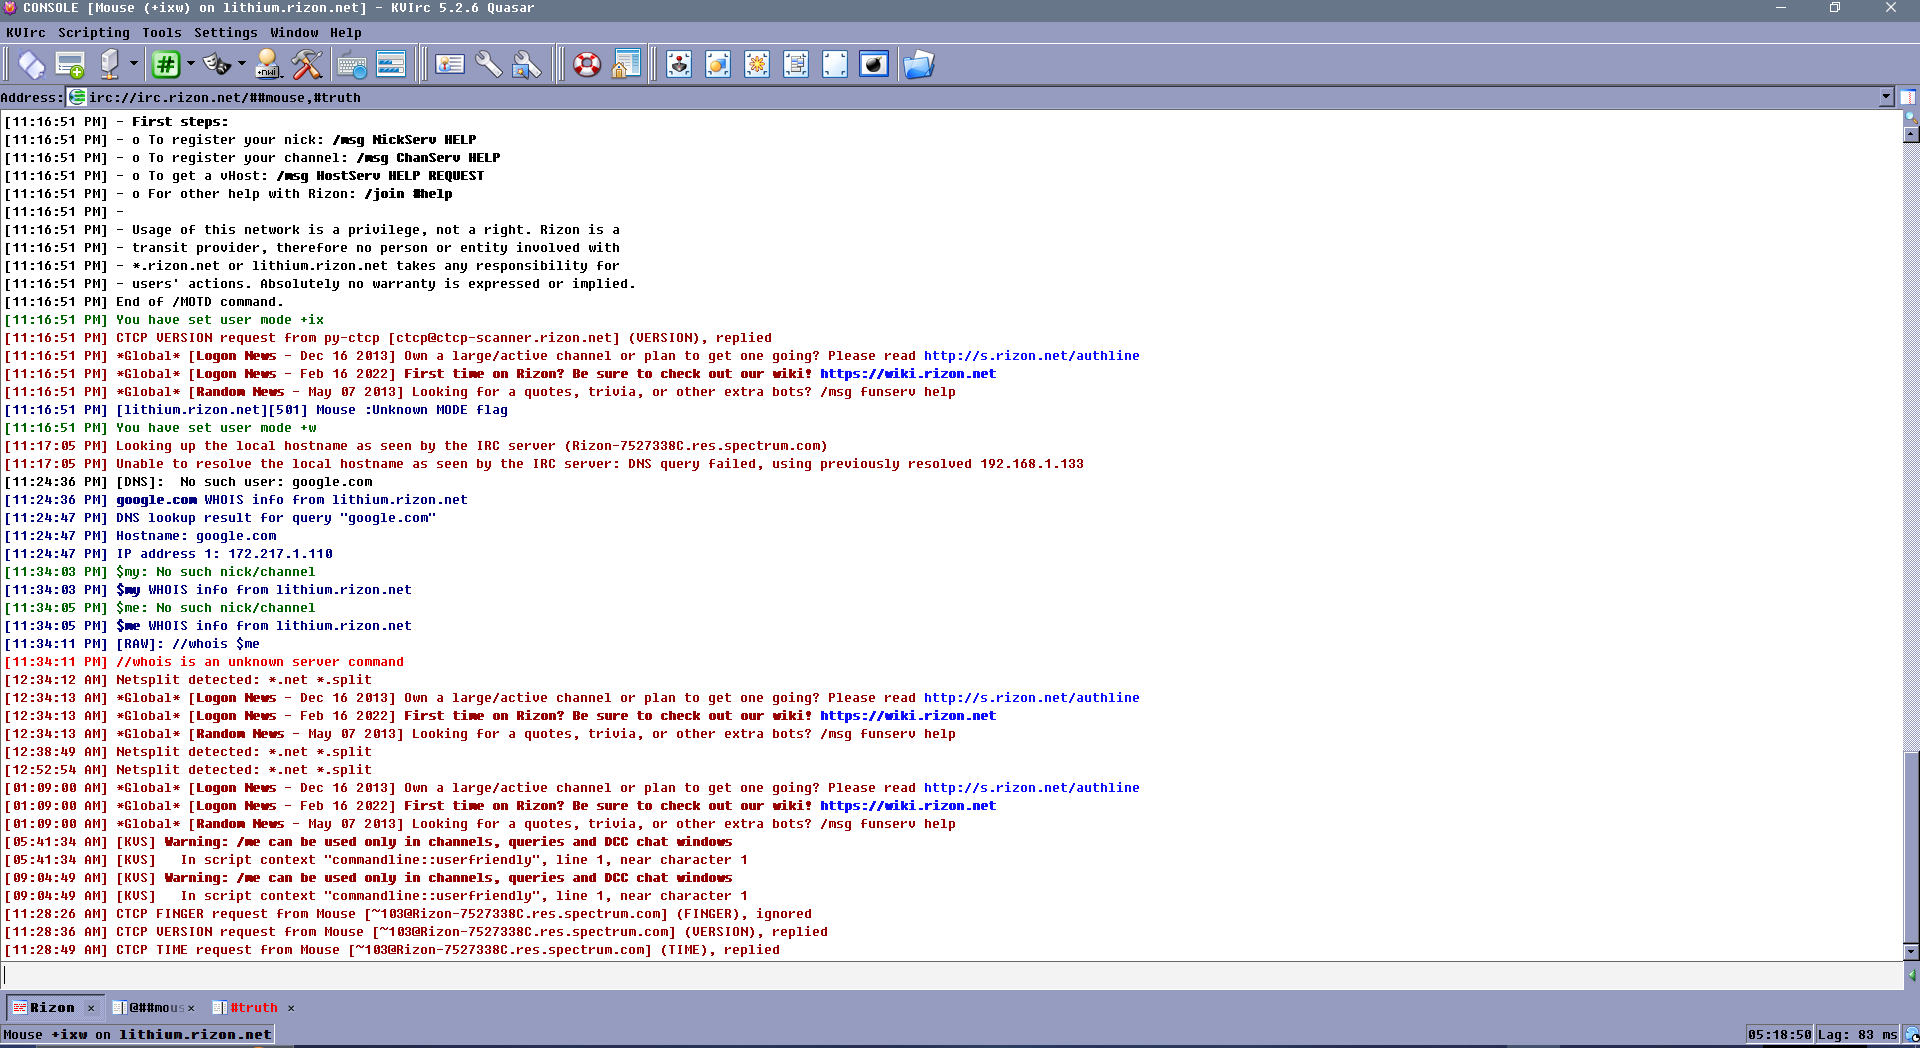 CONSOLE [Mouse (+ixw) on lithium.rizon.net] - KVIrc 5.2.6 Quasar
KVIrc Scripting Tools Settings Window Help
Address: irc://irc.rizon.net/##mouse,#truth
[11:16:51 PM] - First steps:
[11:16:51 PM] - o To register your nick: /msg NickServ HELP
[11:16:51 PM] - o To register your channel: /msg ChanServ HELP
[11:16:51 PM] - o To get a vHost: /msg HostServ HELP REQUEST
[11:16:51 PM] - o For other help with Rizon: /join #help
[11:16:51 PM] -
[11:16:51 PM] - Usage of this network is a privilege, not a right. Rizon is a
[11:16:51 PM] - transit provider, therefore no person or entity involved with
[11:16:51 PM] - *.rizon.net or lithium.rizon.net takes any responsibility for
[11:16:51 PM] - users' actions. Absolutely no warranty is expressed or implied.
[11:16:51 PM] End of /MOTD command.
[11:16:51 PM] You have set user mode +ix
[11:16:51 PM] CTCP VERSION request from py-ctcp [ctcp@ctcp-scanner.rizon.net] (VERSION), replied
[11:16:51 PM] *Global* [Logon News - Dec 16 2013] Own a large/active channel or plan to get one going? Please read http://s.rizon.net/authline
[11:16:51 PM] *Global* [Logon News - Feb 16 2022] First time on Rizon? Be sure to check out our wiki! https://wiki.rizon.net
[11:16:51 PM] *Global* [Random News - May 07 2013] Looking for a quotes, trivia, or other extra bots? /msg funserv help
[11:16:51 PM] [lithium.rizon.net][501] Mouse :Unknown MODE flag
[11:16:51 PM] You have set user mode +w
[11:17:05 PM] Looking up the local hostname as seen by the IRC server (Rizon-7527338C.res.spectrum.com)
[11:17:05 PM] Unable to resolve the local hostname as seen by the IRC server: DNS query failed, using previously resolved 192.168.1.133
[11:24:36 PM] [DNS]:  No such user: google.com
[11:24:36 PM] google.com WHOIS info from lithium.rizon.net
[11:24:47 PM] DNS lookup result for query "google.com"
[11:24:47 PM] Hostname: google.com
[11:24:47 PM] IP address 1: 172.217.1.110
[11:34:03 PM] $my: No such nick/channel
[11:34:03 PM] $my WHOIS info from lithium.rizon.net
[11:34:05 PM] $me: No such nick/channel
[11:34:05 PM] $me WHOIS info from lithium.rizon.net
[11:34:11 PM] [RAW]: //whois $me
[11:34:11 PM] //whois is an unknown server command
[12:34:12 AM] Netsplit detected: *.net *.split
[12:34:13 AM] *Global* [Logon News - Dec 16 2013] Own a large/active channel or plan to get one going? Please read http://s.rizon.net/authline
[12:34:13 AM] *Global* [Logon News - Feb 16 2022] First time on Rizon? Be sure to check out our wiki! https://wiki.rizon.net
[12:34:13 AM] *Global* [Random News - May 07 2013] Looking for a quotes, trivia, or other extra bots? /msg funserv help
[12:38:49 AM] Netsplit detected: *.net *.split
[12:52:54 AM] Netsplit detected: *.net *.split
[01:09:00 AM] *Global* [Logon News - Dec 16 2013] Own a large/active channel or plan to get one going? Please read http://s.rizon.net/authline
[01:09:00 AM] *Global* [Logon News - Feb 16 2022] First time on Rizon? Be sure to check out our wiki! https://wiki.rizon.net
[01:09:00 AM] *Global* [Random News - May 07 2013] Looking for a quotes, trivia, or other extra bots? /msg funserv help
[05:41:34 AM] [KVS] Warning: /me can be used only in channels, queries and DCC chat windows
[05:41:34 AM] [KVS]   In script context "commandline::userfriendly", line 1, near character 1
[09:04:49 AM] [KVS] Warning: /me can be used only in channels, queries and DCC chat windows
[09:04:49 AM] [KVS]   In script context "commandline::userfriendly", line 1, near character 1
[11:28:26 AM] CTCP FINGER request from Mouse [~103@Rizon-7527338C.res.spectrum.com] (FINGER), ignored
[11:28:36 AM] CTCP VERSION request from Mouse [~103@Rizon-7527338C.res.spectrum.com] (VERSION), replied
[11:28:49 AM] CTCP TIME request from Mouse [~103@Rizon-7527338C.res.spectrum.com] (TIME), replied
Rizon @##mous #truth
Mouse +ixw on lithium.rizon.net 05:18:50 Lag: 83 ms